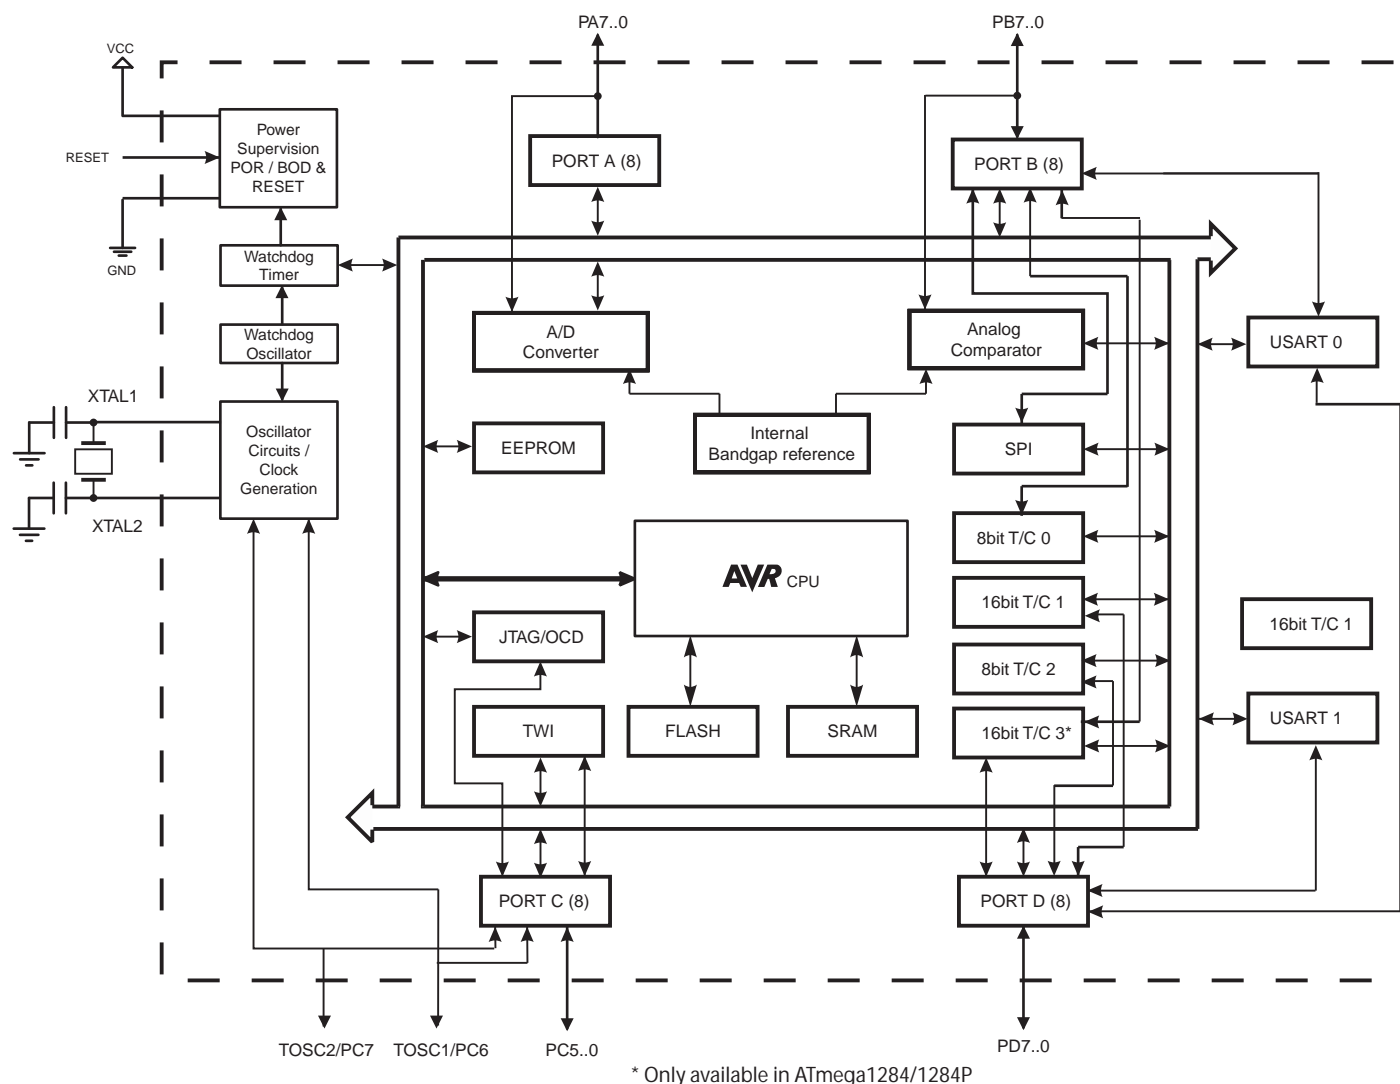 PA7..0
PB7..0
VCC
RESET
GND
Power
Supervision
POR / BOD &
RESET
PORT A (8)
PORT B (8)
Watchdog
Timer
Watchdog
Oscillator
A/D
Converter
Analog
Comparator
USART 0
XTAL1
XTAL2
Oscillator
Circuits /
Clock
Generation
EEPROM
Internal
Bandgap reference
SPI
8bit T/C 0
AVR CPU
16bit T/C 1
16bit T/C 1
JTAG/OCD
8bit T/C 2
TWI
FLASH
SRAM
16bit T/C 3*
USART 1
PORT C (8)
PORT D (8)
TOSC2/PC7
TOSC1/PC6
PC5..0
PD7..0
* Only available in ATmega1284/1284P